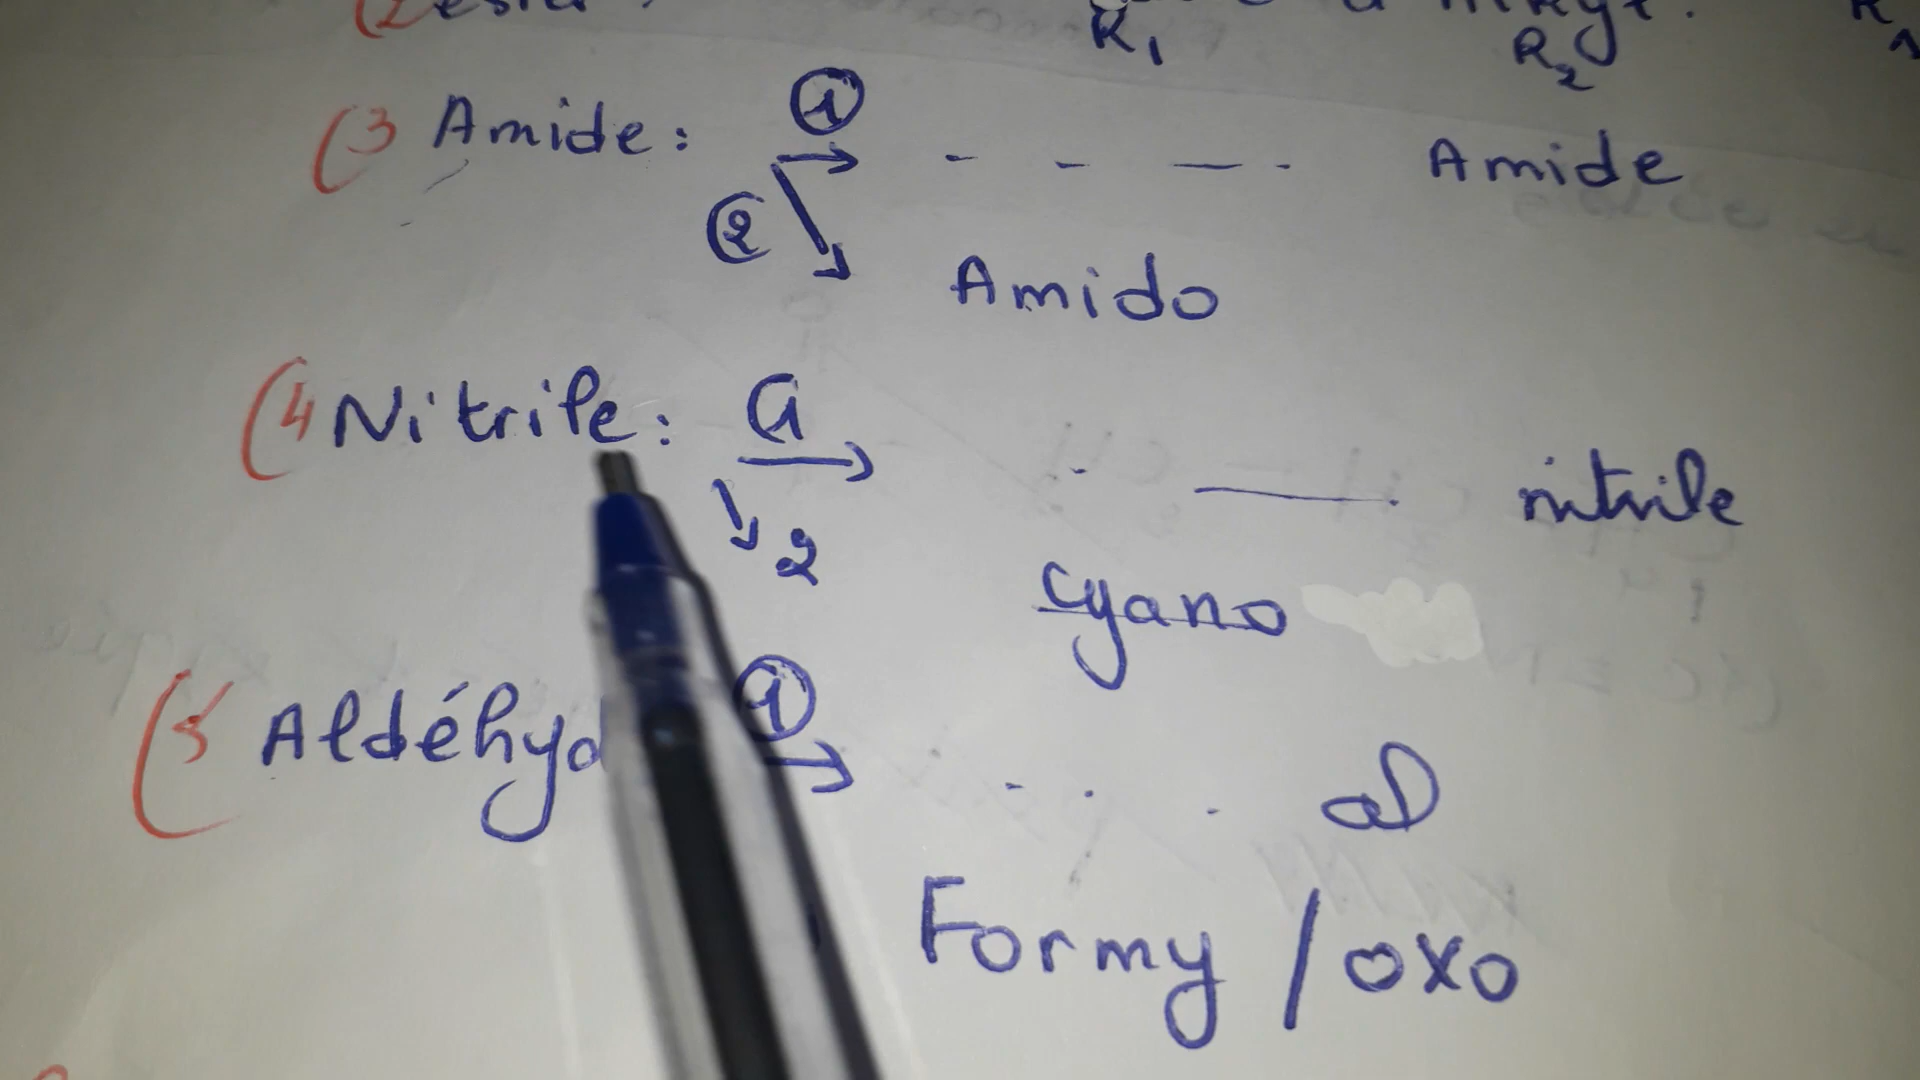 R1 R2
(3 Amide: 1 → - - — - Amide
2 Amido
(4 Nitrile: 1 → . — nitrile
2 cyano
(5 Aldéhyd 1 → . . . al
Formy / oxo